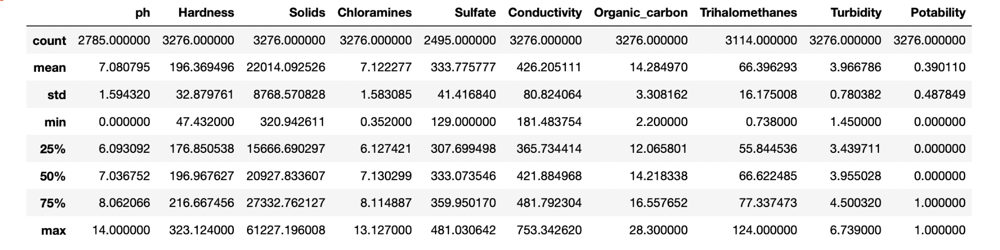 ph Hardness Solids Chloramines Sulfate Conductivity Organic_carbon Trihalomethanes Turbidity Potability
count 2785.000000 3276.000000 3276.000000 3276.000000 2495.000000 3276.000000 3276.000000 3114.000000 3276.000000 3276.000000
mean 7.080795 196.369496 22014.092526 7.122277 333.775777 426.205111 14.284970 66.396293 3.966786 0.390110
std 1.594320 32.879761 8768.570828 1.583085 41.416840 80.824064 3.308162 16.175008 0.780382 0.487849
min 0.000000 47.432000 320.942611 0.352000 129.000000 181.483754 2.200000 0.738000 1.450000 0.000000
25% 6.093092 176.850538 15666.690297 6.127421 307.699498 365.734414 12.065801 55.844536 3.439711 0.000000
50% 7.036752 196.967627 20927.833607 7.130299 333.073546 421.884968 14.218338 66.622485 3.955028 0.000000
75% 8.062066 216.667456 27332.762127 8.114887 359.950170 481.792304 16.557652 77.337473 4.500320 1.000000
max 14.000000 323.124000 61227.196008 13.127000 481.030642 753.342620 28.300000 124.000000 6.739000 1.000000